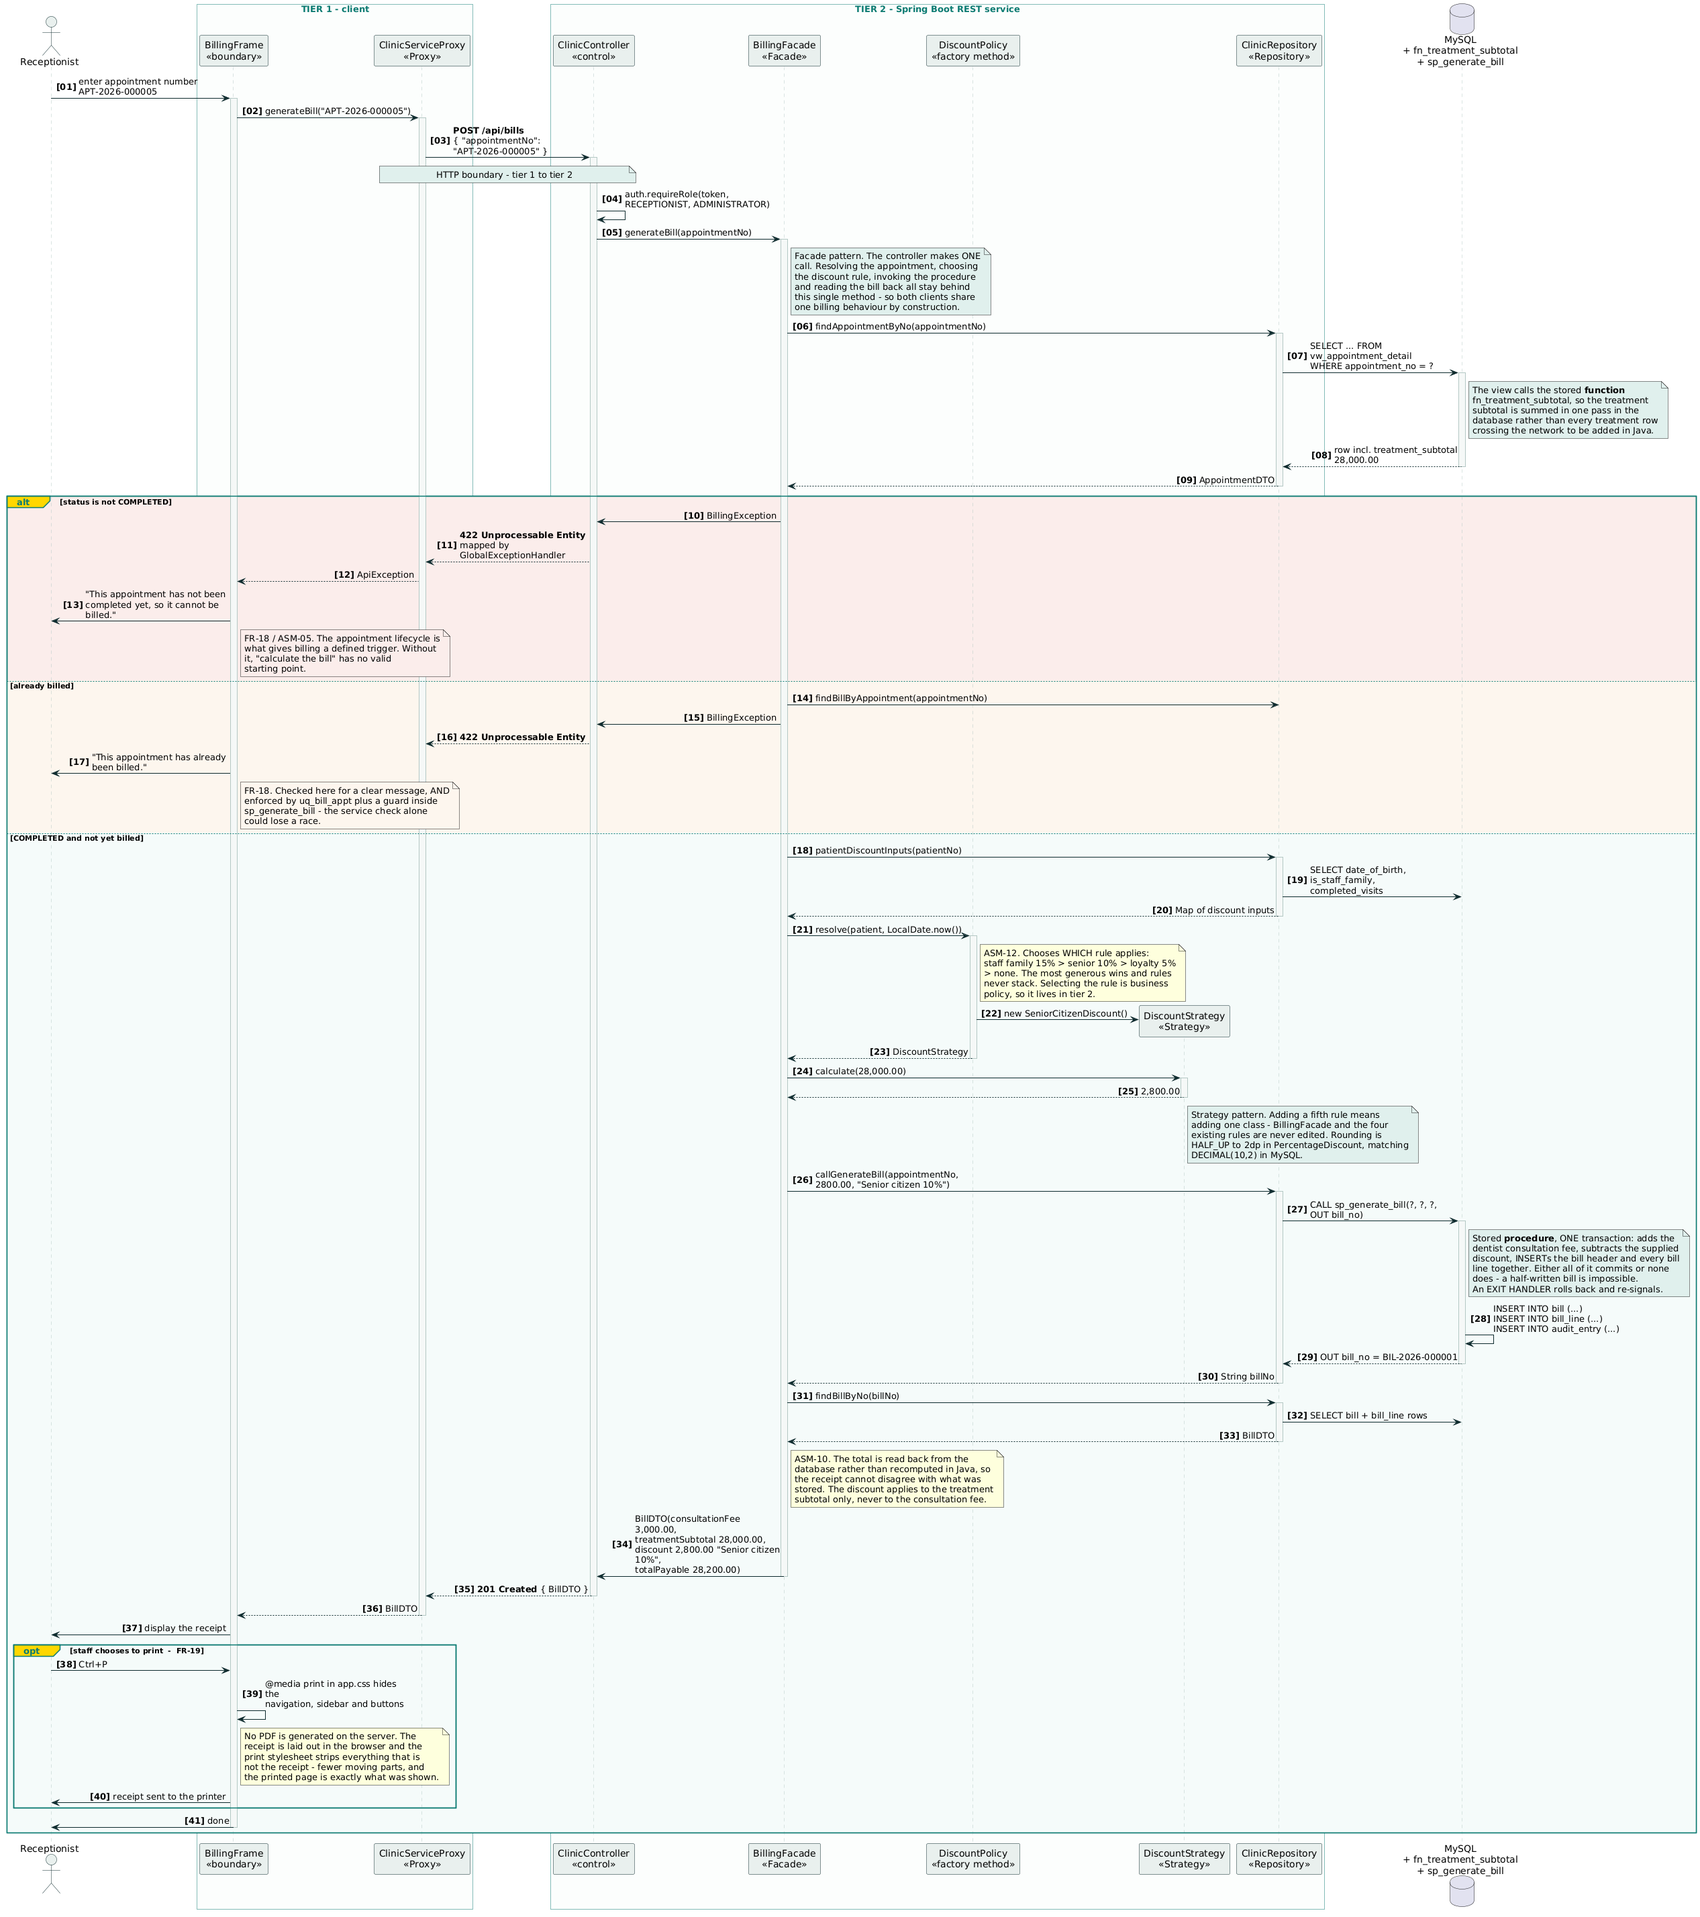 TIER 1 - client
TIER 2 - Spring Boot REST service
Receptionist
BillingFrame
«boundary»
ClinicServiceProxy
«Proxy»
ClinicController
«control»
BillingFacade
«Facade»
DiscountPolicy
«factory method»
ClinicRepository
«Repository»
MySQL
+ fn_treatment_subtotal
+ sp_generate_bill
[01] enter appointment number
APT-2026-000005
[02] generateBill("APT-2026-000005")
POST /api/bills
[03] { "appointmentNo":
"APT-2026-000005" }
HTTP boundary - tier 1 to tier 2
[04] auth.requireRole(token,
RECEPTIONIST, ADMINISTRATOR)
[05] generateBill(appointmentNo)
Facade pattern. The controller makes ONE
call. Resolving the appointment, choosing
the discount rule, invoking the procedure
and reading the bill back all stay behind
this single method - so both clients share
one billing behaviour by construction.
[06] findAppointmentByNo(appointmentNo)
SELECT ... FROM
[07] vw_appointment_detail
WHERE appointment_no = ?
The view calls the stored function
fn_treatment_subtotal, so the treatment
subtotal is summed in one pass in the
database rather than every treatment row
crossing the network to be added in Java.
[08] row incl. treatment_subtotal
28,000.00
[09] AppointmentDTO
alt [status is not COMPLETED]
[10] BillingException
422 Unprocessable Entity
[11] mapped by
GlobalExceptionHandler
[12] ApiException
"This appointment has not been
[13] completed yet, so it cannot be
billed."
FR-18 / ASM-05. The appointment lifecycle is
what gives billing a defined trigger. Without
it, "calculate the bill" has no valid
starting point.
[already billed]
[14] findBillByAppointment(appointmentNo)
[15] BillingException
[16] 422 Unprocessable Entity
[17] "This appointment has already
been billed."
FR-18. Checked here for a clear message, AND
enforced by uq_bill_appt plus a guard inside
sp_generate_bill - the service check alone
could lose a race.
[COMPLETED and not yet billed]
[18] patientDiscountInputs(patientNo)
SELECT date_of_birth,
[19] is_staff_family,
completed_visits
[20] Map of discount inputs
[21] resolve(patient, LocalDate.now())
ASM-12. Chooses WHICH rule applies:
staff family 15% > senior 10% > loyalty 5%
> none. The most generous wins and rules
never stack. Selecting the rule is business
policy, so it lives in tier 2.
[22] new SeniorCitizenDiscount()
DiscountStrategy
«Strategy»
[23] DiscountStrategy
[24] calculate(28,000.00)
[25] 2,800.00
Strategy pattern. Adding a fifth rule means
adding one class - BillingFacade and the four
existing rules are never edited. Rounding is
HALF_UP to 2dp in PercentageDiscount, matching
DECIMAL(10,2) in MySQL.
[26] callGenerateBill(appointmentNo,
2800.00, "Senior citizen 10%")
[27] CALL sp_generate_bill(?, ?, ?,
OUT bill_no)
Stored procedure, ONE transaction: adds the
dentist consultation fee, subtracts the supplied
discount, INSERTs the bill header and every bill
line together. Either all of it commits or none
does - a half-written bill is impossible.
An EXIT HANDLER rolls back and re-signals.
INSERT INTO bill (...)
[28] INSERT INTO bill_line (...)
INSERT INTO audit_entry (...)
[29] OUT bill_no = BIL-2026-000001
[30] String billNo
[31] findBillByNo(billNo)
[32] SELECT bill + bill_line rows
[33] BillDTO
ASM-10. The total is read back from the
database rather than recomputed in Java, so
the receipt cannot disagree with what was
stored. The discount applies to the treatment
subtotal only, never to the consultation fee.
BillDTO(consultationFee
3,000.00,
[34] treatmentSubtotal 28,000.00,
discount 2,800.00 "Senior citizen
10%",
totalPayable 28,200.00)
[35] 201 Created { BillDTO }
[36] BillDTO
[37] display the receipt
opt [staff chooses to print - FR-19]
[38] Ctrl+P
@media print in app.css hides
[39] the
navigation, sidebar and buttons
No PDF is generated on the server. The
receipt is laid out in the browser and the
print stylesheet strips everything that is
not the receipt - fewer moving parts, and
the printed page is exactly what was shown.
[40] receipt sent to the printer
[41] done
Receptionist
BillingFrame
«boundary»
ClinicServiceProxy
«Proxy»
ClinicController
«control»
BillingFacade
«Facade»
DiscountPolicy
«factory method»
DiscountStrategy
«Strategy»
ClinicRepository
«Repository»
MySQL
+ fn_treatment_subtotal
+ sp_generate_bill